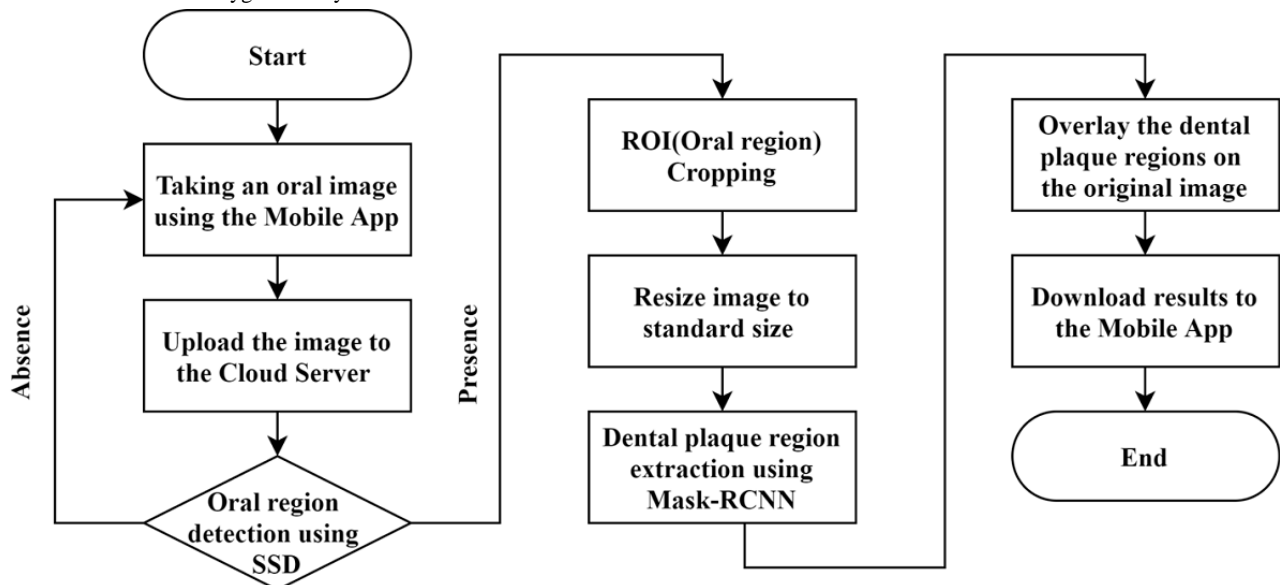 Start
Taking an oral image
using the Mobile App
Upload the image to
the Cloud Server
Oral region
detection using
SSD
Absence
Presence
ROI(Oral region)
Cropping
Resize image to
standard size
Dental plaque region
extraction using
Mask-RCNN
Overlay the dental
plaque regions on
the original image
Download results to
the Mobile App
End